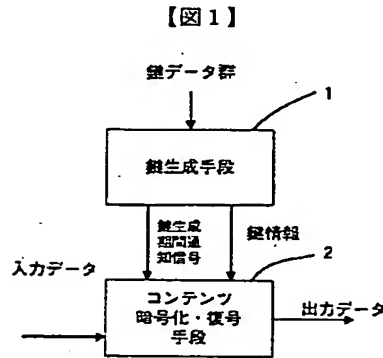 【図1】
鍵データ群
1
鍵生成手段
鍵生成
期間通
知信号
鍵情報
入力データ
2
コンテンツ
暗号化・復号
手段
出力データ